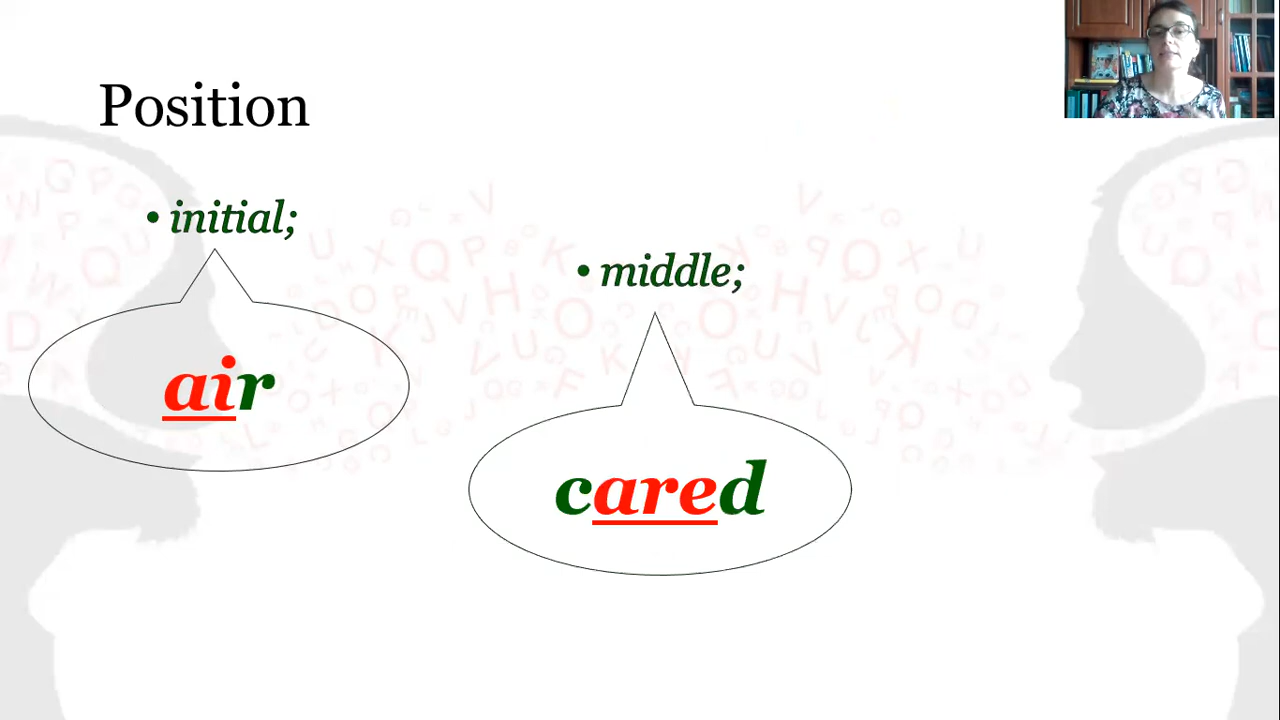 Position
• initial;
• middle;
air
cared